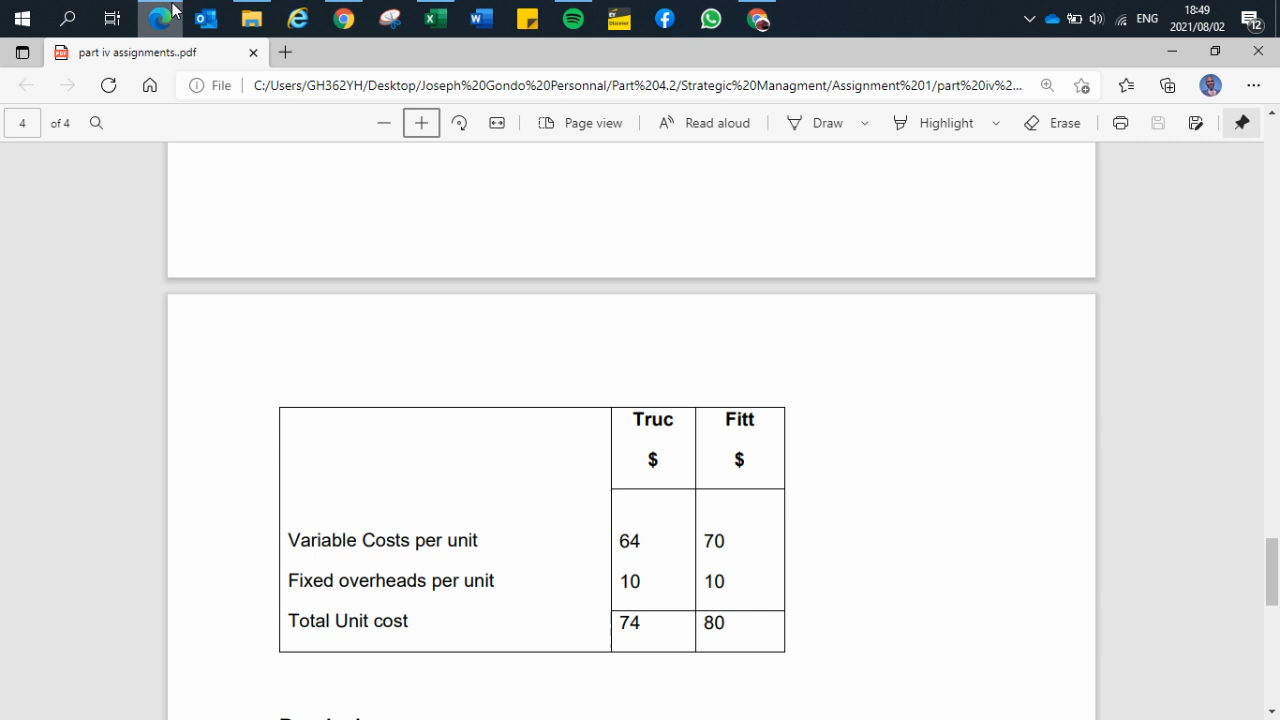 18:49
ENG
2021/08/02
12
part iv assignments..pdf
File
C:/Users/GH362YH/Desktop/Joseph%20Gondo%20Personnal/Part%204.2/Strategic%20Managment/Assignment%201/part%20iv%2...
4 of 4
Page view
Read aloud
Draw
Highlight
Erase
Truc Fitt
$ $
Variable Costs per unit 64 70
Fixed overheads per unit 10 10
Total Unit cost 74 80